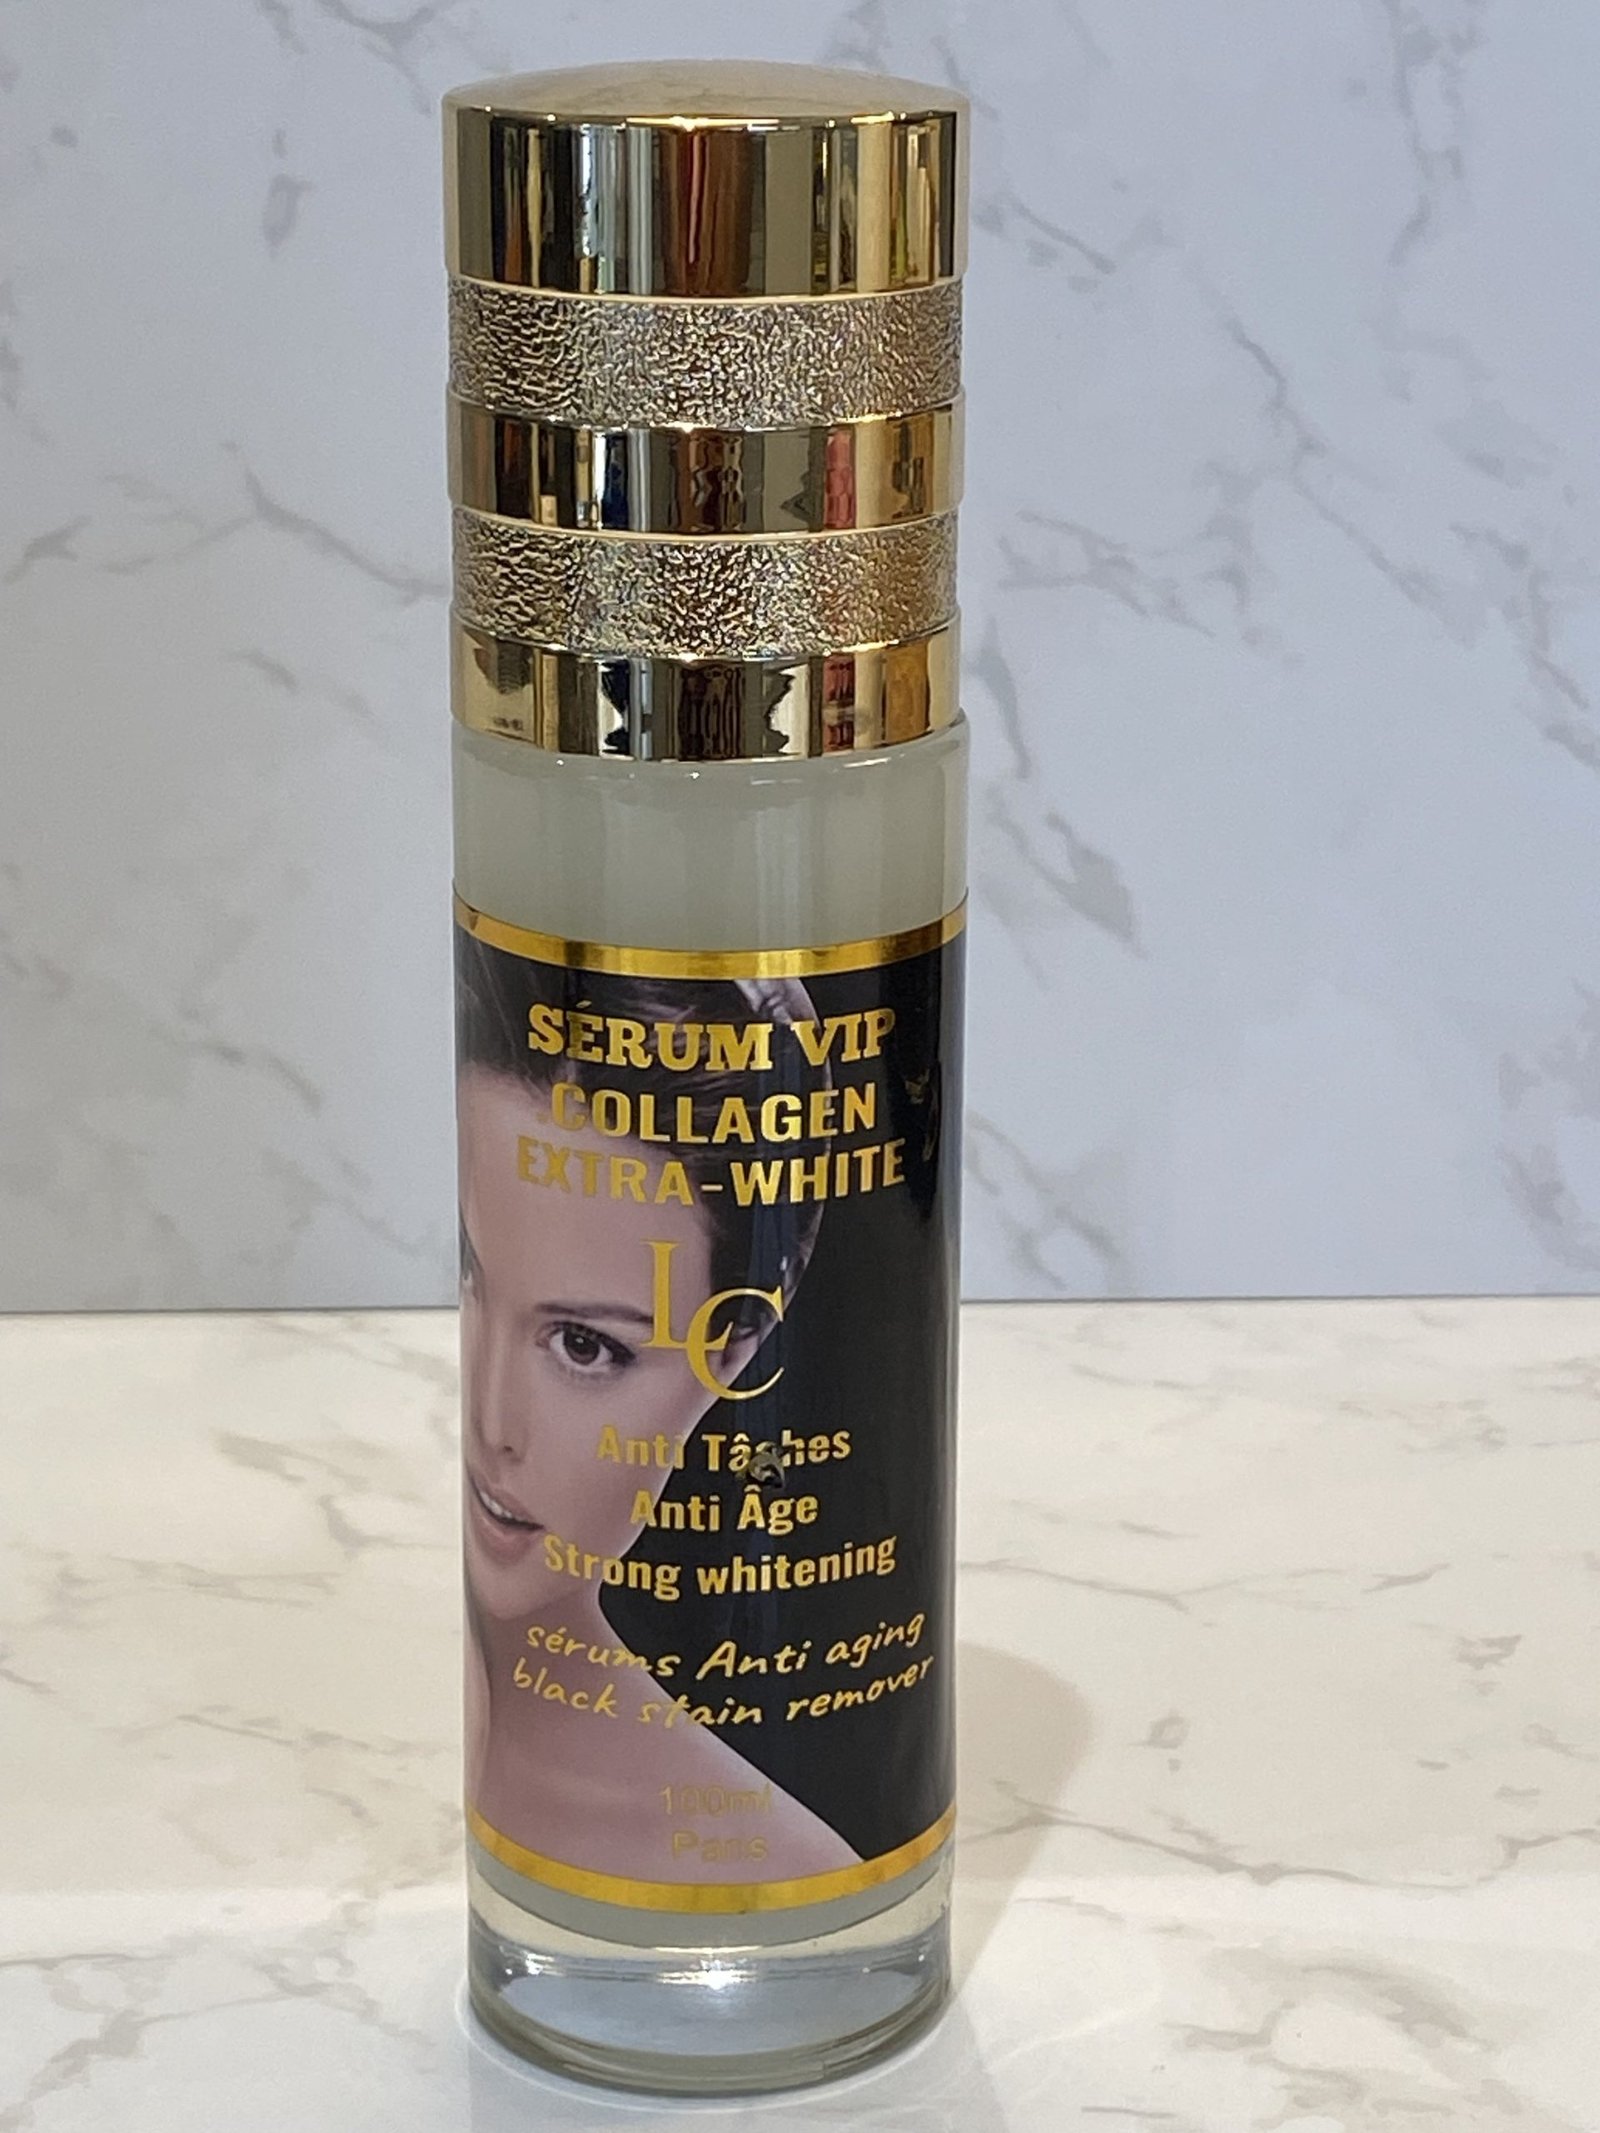 SÉRUM VIP
COLLAGEN
EXTRA-WHITE
LC
Anti Tâches
Anti Âge
Strong whitening
sérums Anti aging
black stain remover
100ml
Paris